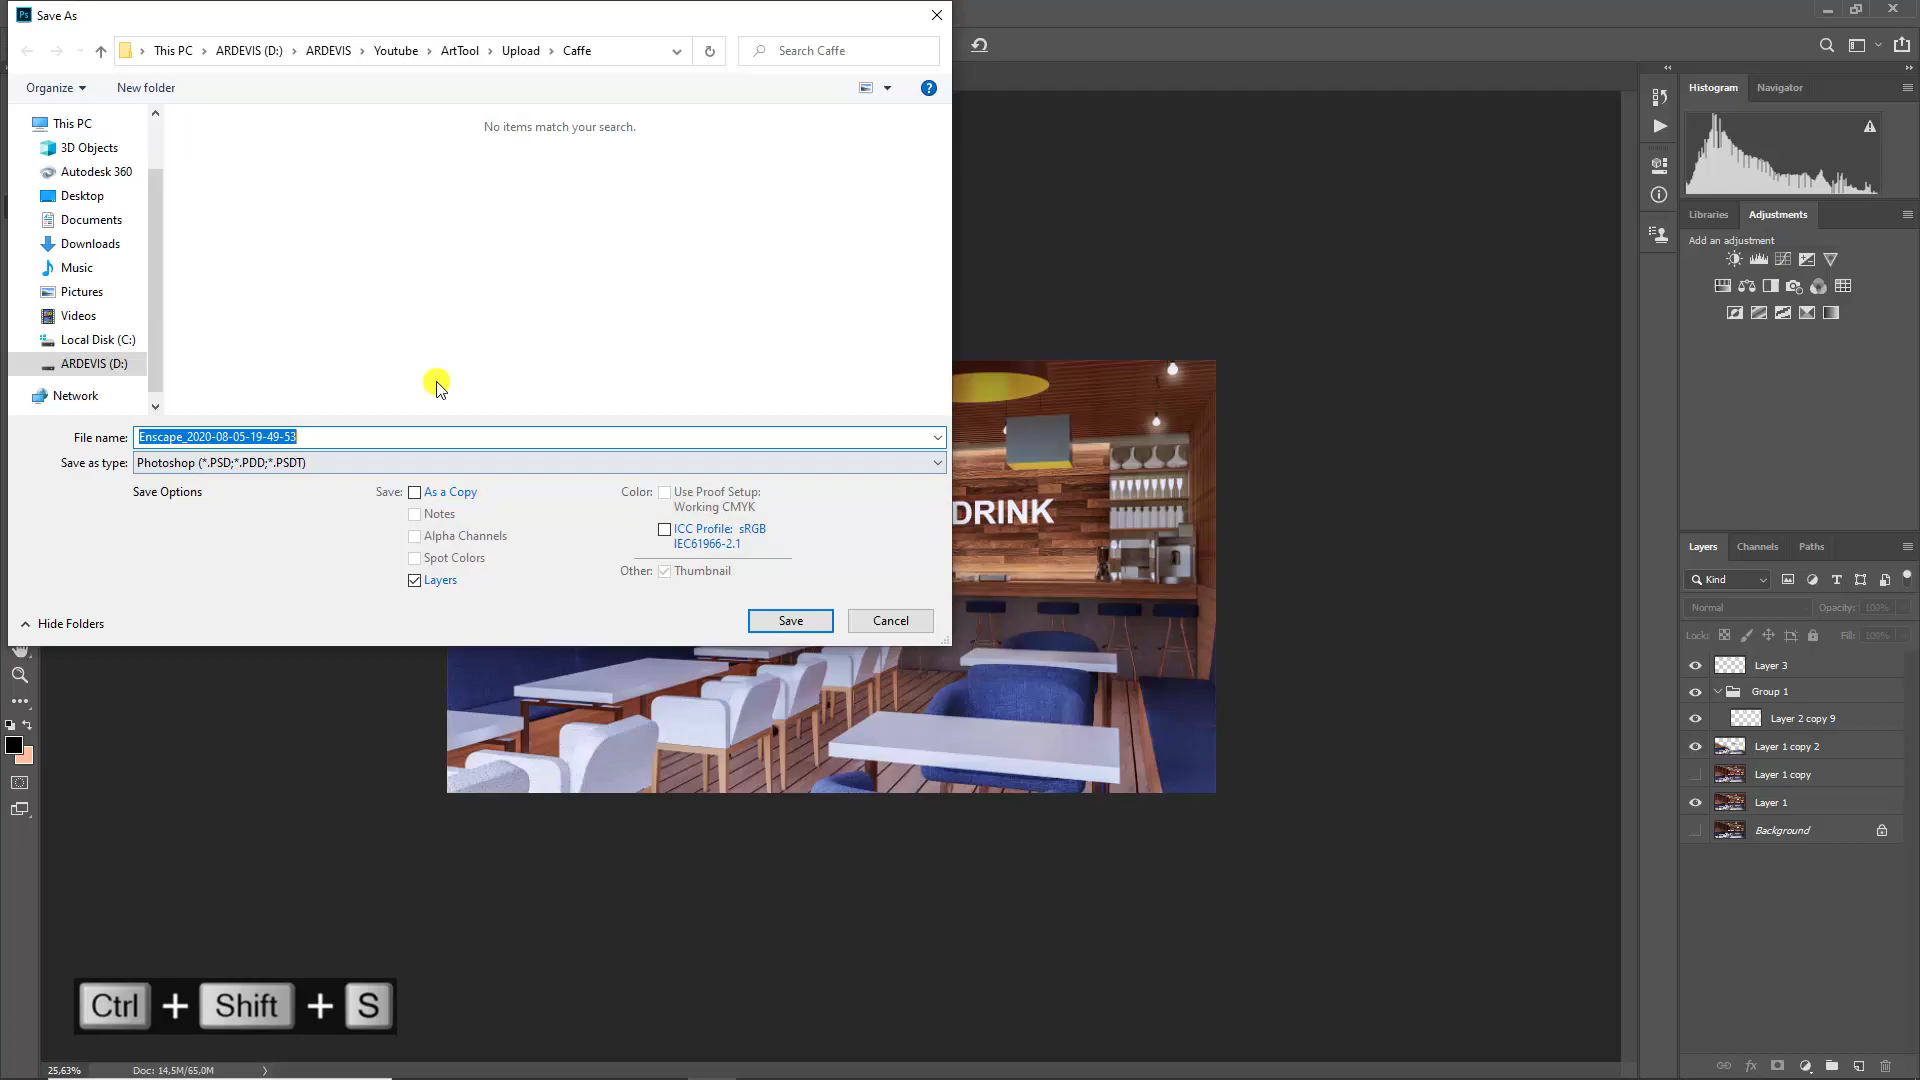 Save As
This PC
ARDEVIS (D:)
ARDEVIS
Youtube
ArtTool
Upload
Caffe
Search Caffe
Organize
New folder
This PC
3D Objects
Autodesk 360
Desktop
Documents
Downloads
Music
Pictures
Videos
Local Disk (C:)
ARDEVIS (D:)
Network
No items match your search.
File name:
Enscape_2020-08-05-19-49-53
Save as type:
Photoshop (*.PSD;*.PDD;*.PSDT)
Save Options
Save:
As a Copy
Notes
Alpha Channels
Spot Colors
Layers
Color:
Use Proof Setup:
Working CMYK
ICC Profile: sRGB
IEC61966-2.1
Other:
Thumbnail
Hide Folders
Save
Cancel
DRINK
Histogram
Navigator
Libraries
Adjustments
Add an adjustment
Layers
Channels
Paths
Kind
Normal
Opacity: 100%
Lock:
Fill: 100%
Layer 3
Group 1
Layer 2 copy 9
Layer 1 copy 2
Layer 1 copy
Layer 1
Background
Ctrl + Shift + S
25,63%
Doc: 14,5M/65,0M